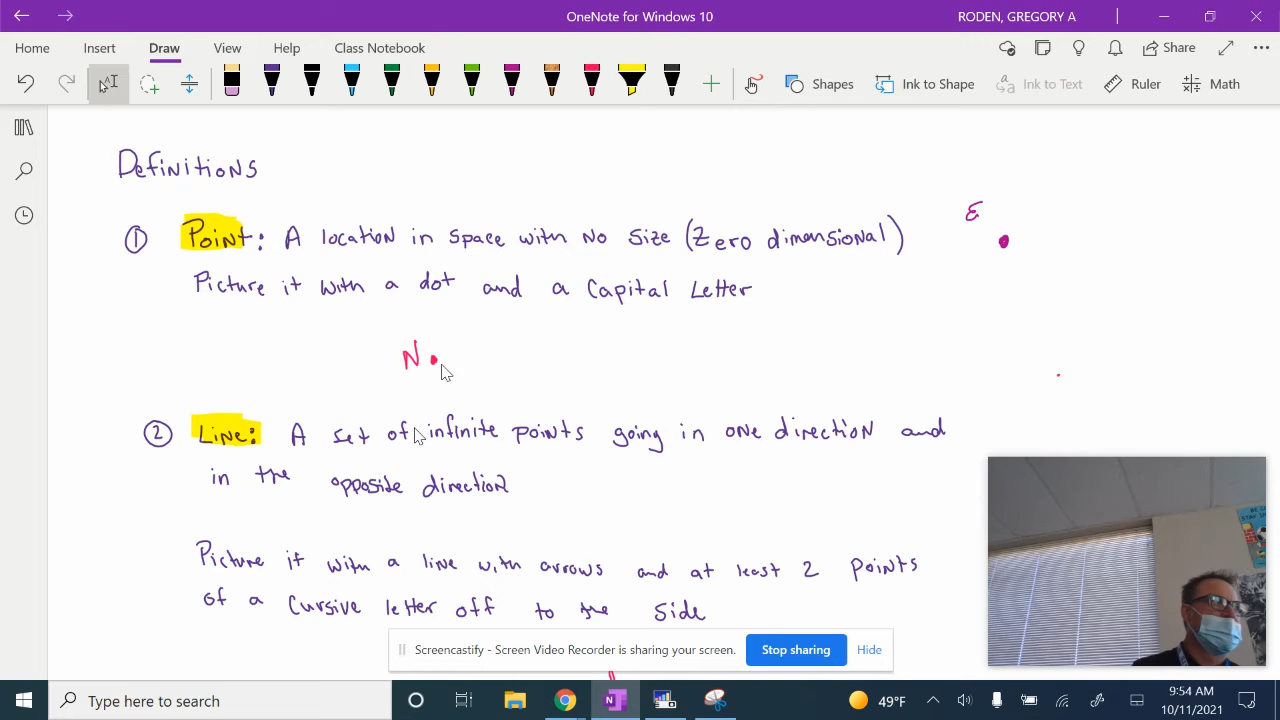 OneNote for Windows 10
RODEN, GREGORY A
Home Insert Draw View Help Class Notebook Share
Shapes Ink to Shape Ink to Text Ruler Math
Definitions
① Point: A location in space with No Size (Zero dimensional)
Picture it with a dot and a Capital Letter
E
N
② Line: A set of infinite points going in one direction and
in the opposite direction
Picture it with a line with arrows and at least 2 points
of a Cursive letter off to the side
Screencastify - Screen Video Recorder is sharing your screen. Stop sharing Hide
Type here to search
49°F
9:54 AM
10/11/2021